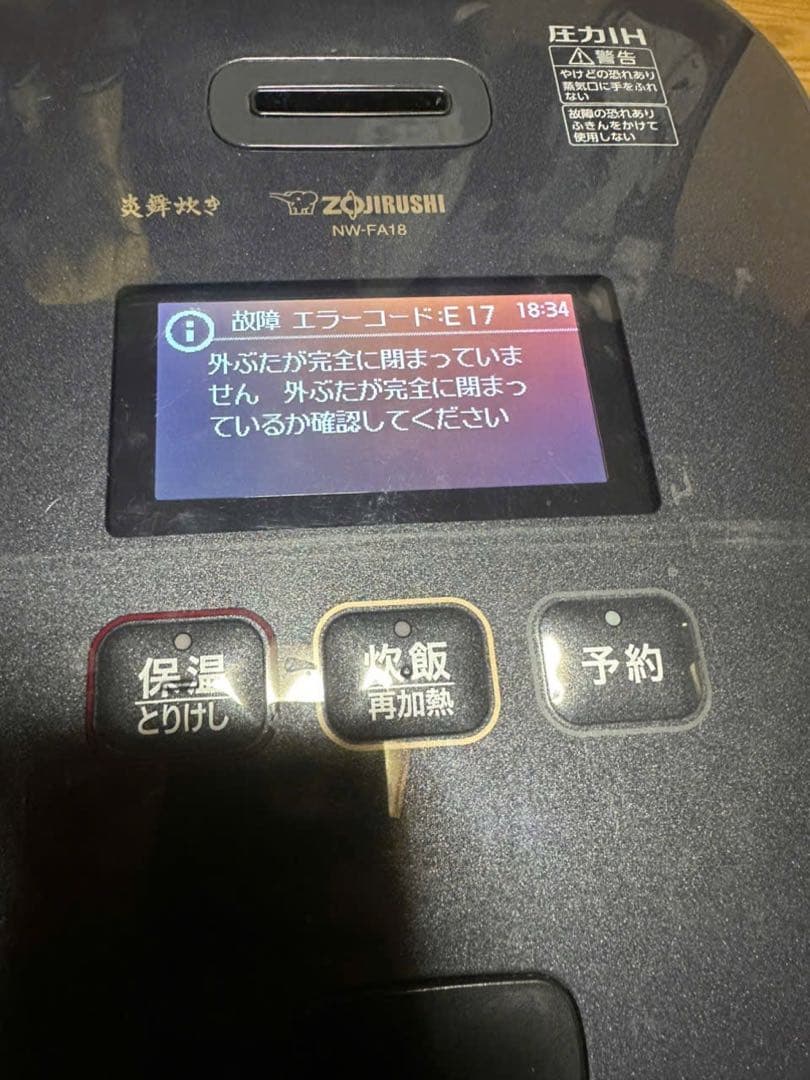 圧力IH
警告
やけどの恐れあり
蒸気口に手をふれ
ない
故障の恐れあり
ふきんをかけて
使用しない
炎舞炊き
ZOJIRUSHI
NW-FA18
故障 エラーコード:E17 18:34
外ぶたが完全に閉まっていま
せん 外ぶたが完全に閉まっ
ているか確認してください
保温
とりけし
炊飯
再加熱
予約